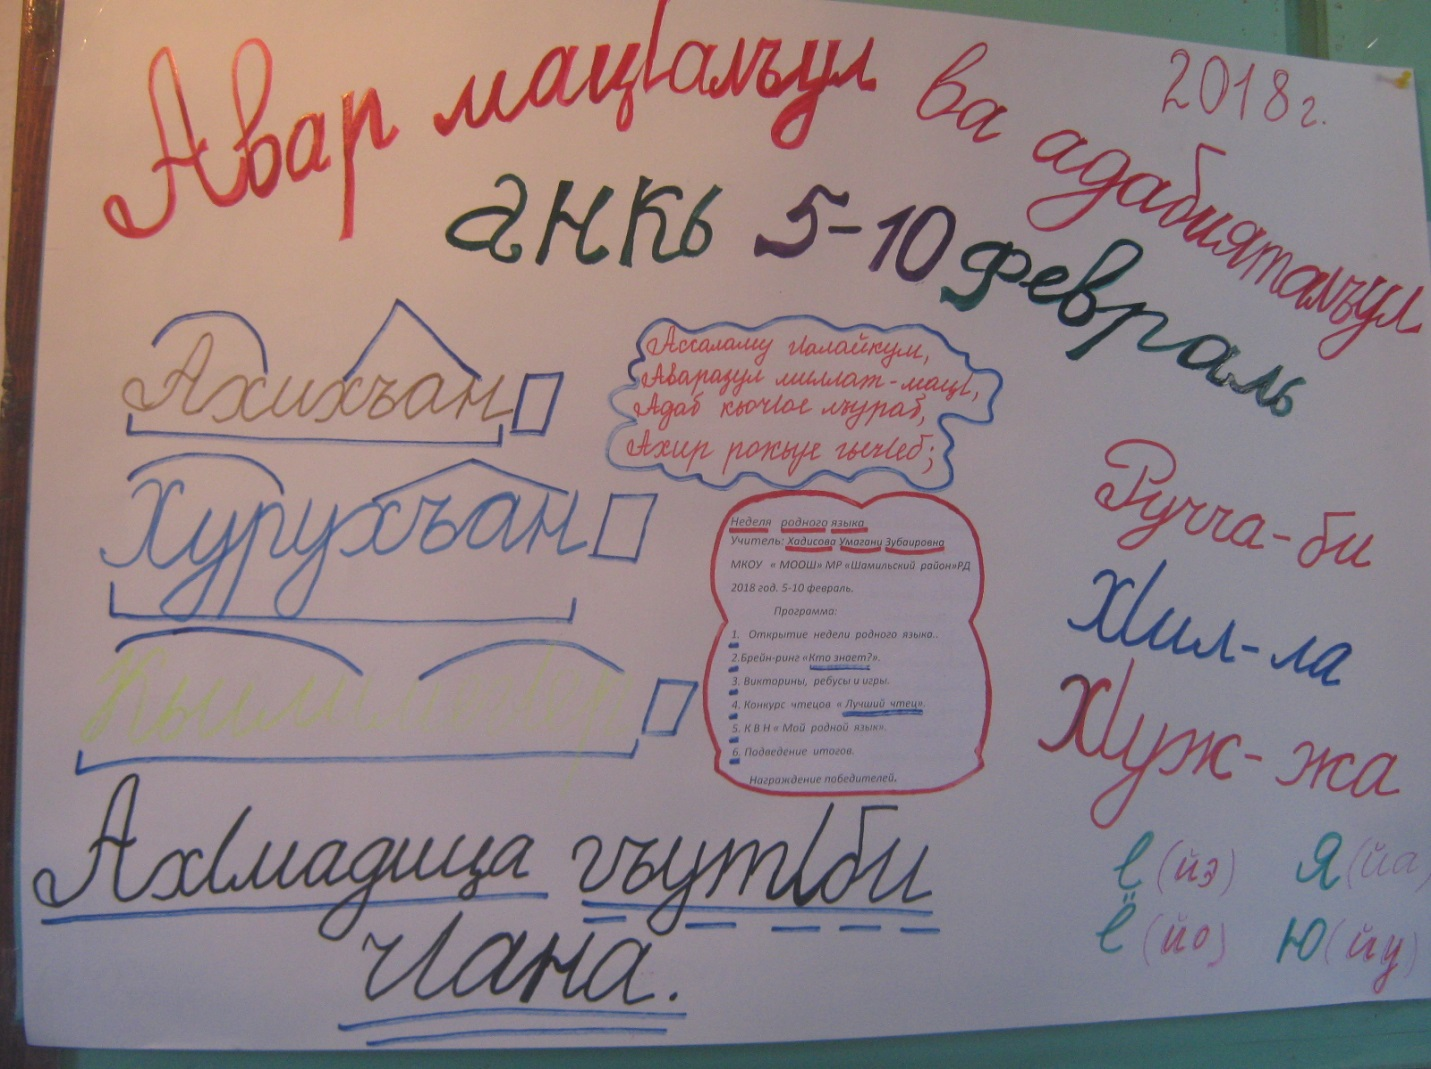 Авар мацӀалъул ва адабияталъул
2018г.
анкь 5-10 февраль
Ахихъан
Хурухъан
Ассаламу гӀалайкум,
Аваразул миллат-мацӀ,
Адаб кьочӀое лъураб,
Ахир рокъуе гьечӀеб;
Неделя родного языка
Учитель: Хадисова Умагани Зубаировна
МКОУ « МООШ» МР «Шамильский район»РД
2018 год. 5-10 февраль.
Программа:
1. Открытие недели родного языка..
2.Брейн-ринг «Кто знает?».
3. Викторины, ребусы и игры.
4. Конкурс чтецов « Лучший чтец».
5. К В Н « Мой родной язык».
6. Подведение итогов.
Награждение победителей.
Ручча-би
ХӀил-ла
ХӀуж-жа
е (йэ) Я (йа
ё (йо) Ю (йу)
АхӀмадица гъутӀби
чӀана.